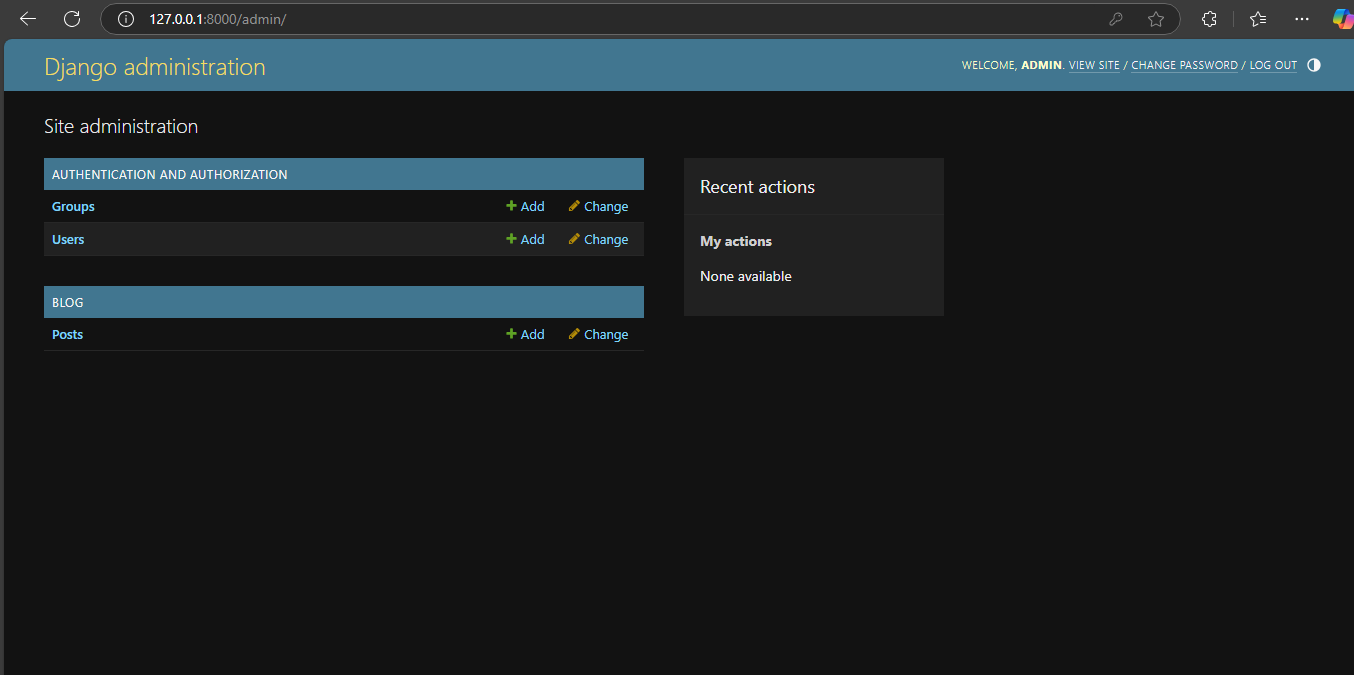 127.0.0.1:8000/admin/
Django administration
WELCOME, ADMIN. VIEW SITE / CHANGE PASSWORD / LOG OUT
Site administration
AUTHENTICATION AND AUTHORIZATION
Groups Add Change
Users Add Change
BLOG
Posts Add Change
Recent actions
My actions
None available